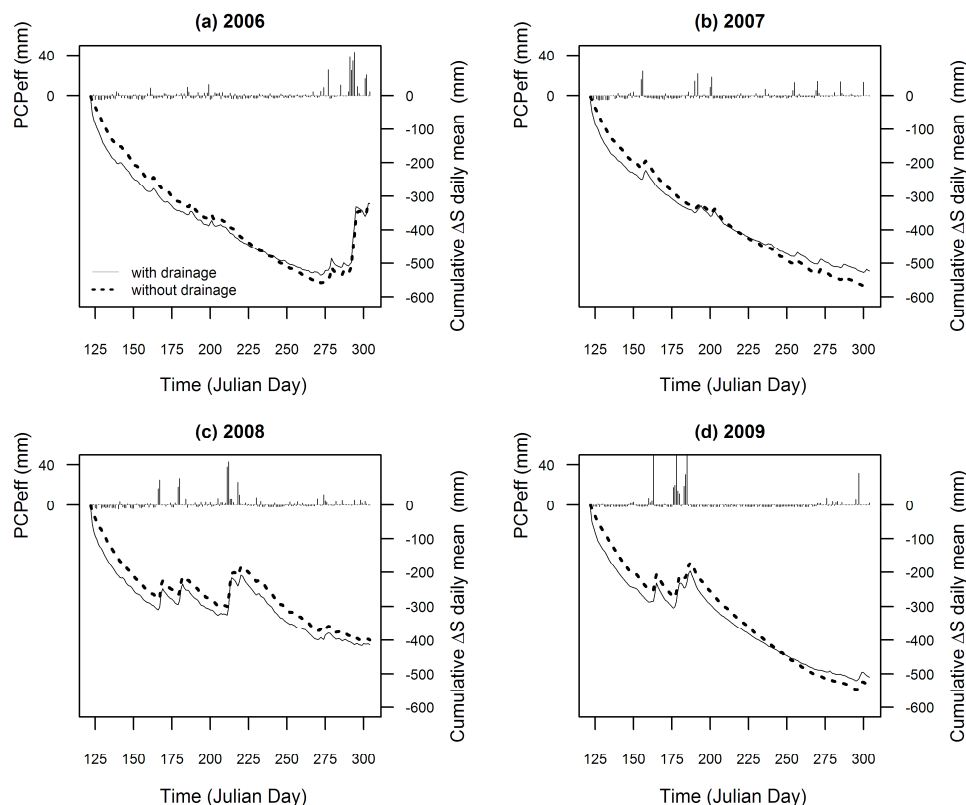 (a) 2006
PCPeff (mm)
40
0
0
-100
-200
-300
-400
-500
-600
Cumulative ΔS daily mean (mm)
with drainage
without drainage
125 150 175 200 225 250 275 300
Time (Julian Day)
(b) 2007
PCPeff (mm)
40
0
0
-100
-200
-300
-400
-500
-600
Cumulative ΔS daily mean (mm)
125 150 175 200 225 250 275 300
Time (Julian Day)
(c) 2008
PCPeff (mm)
40
0
0
-100
-200
-300
-400
-500
-600
Cumulative ΔS daily mean (mm)
125 150 175 200 225 250 275 300
Time (Julian Day)
(d) 2009
PCPeff (mm)
40
0
0
-100
-200
-300
-400
-500
-600
Cumulative ΔS daily mean (mm)
125 150 175 200 225 250 275 300
Time (Julian Day)